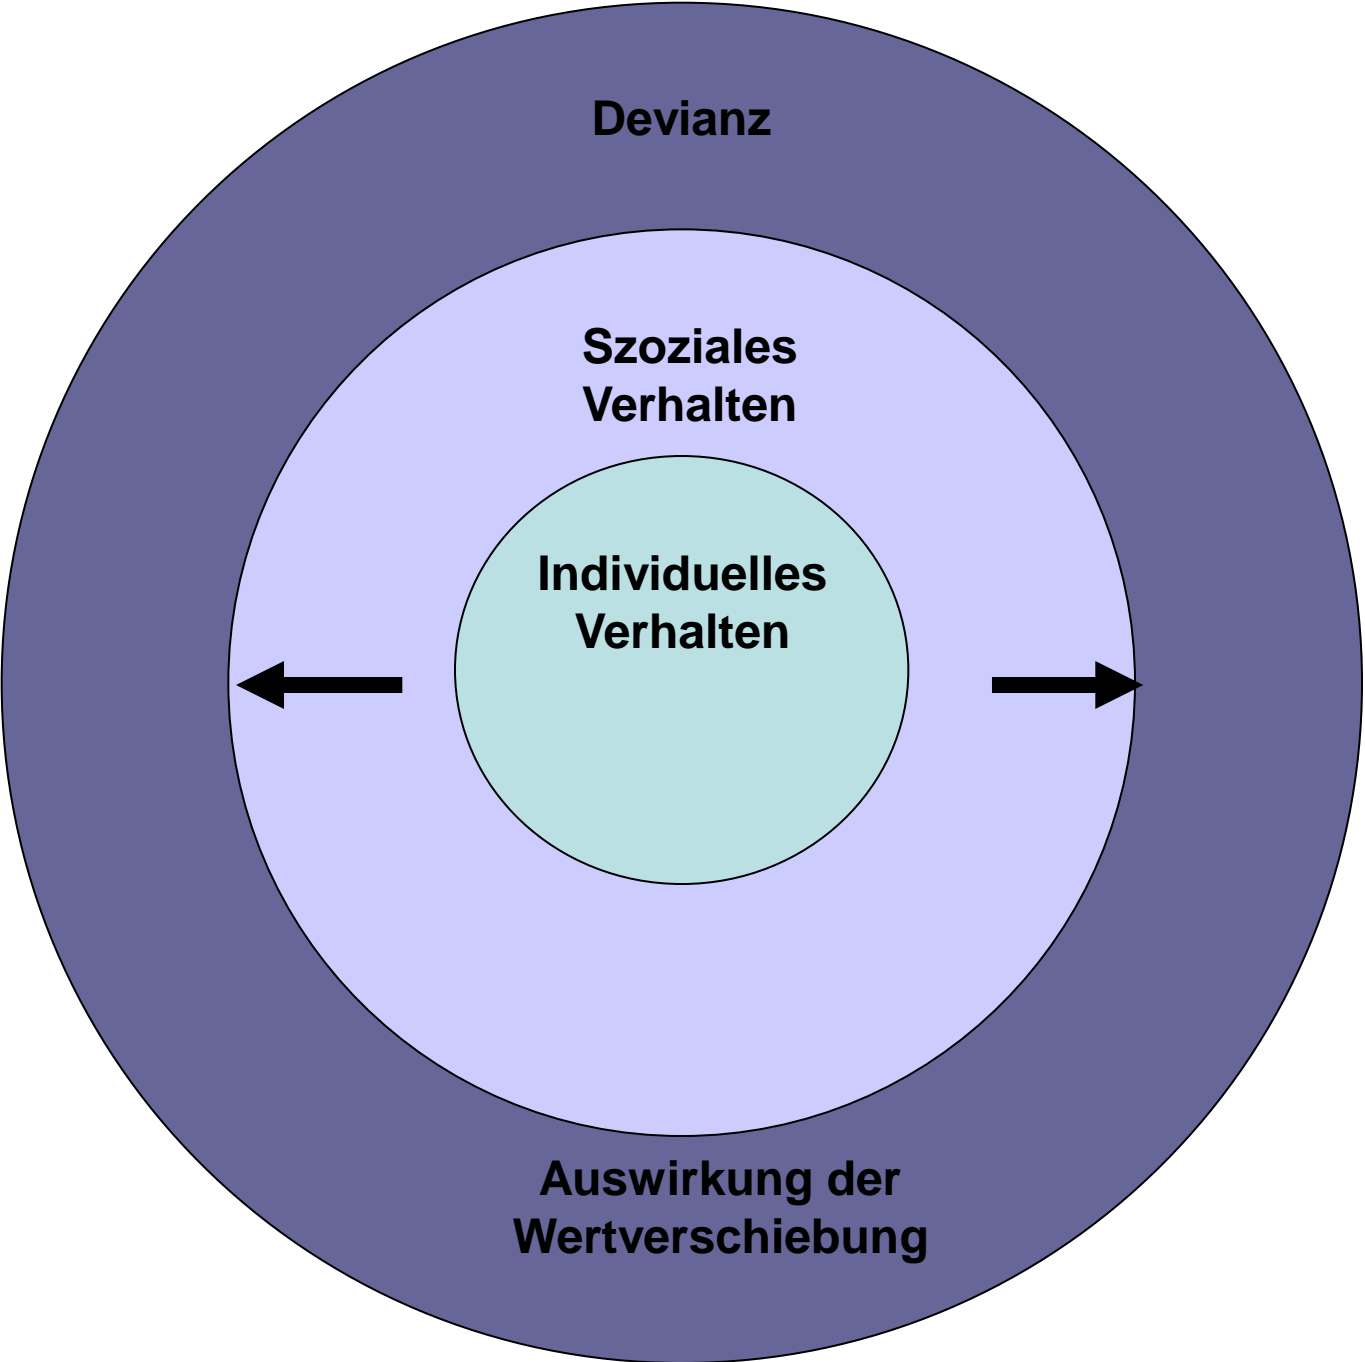 Devianz
Szoziales
Verhalten
Individuelles
Verhalten
Auswirkung der
Wertverschiebung